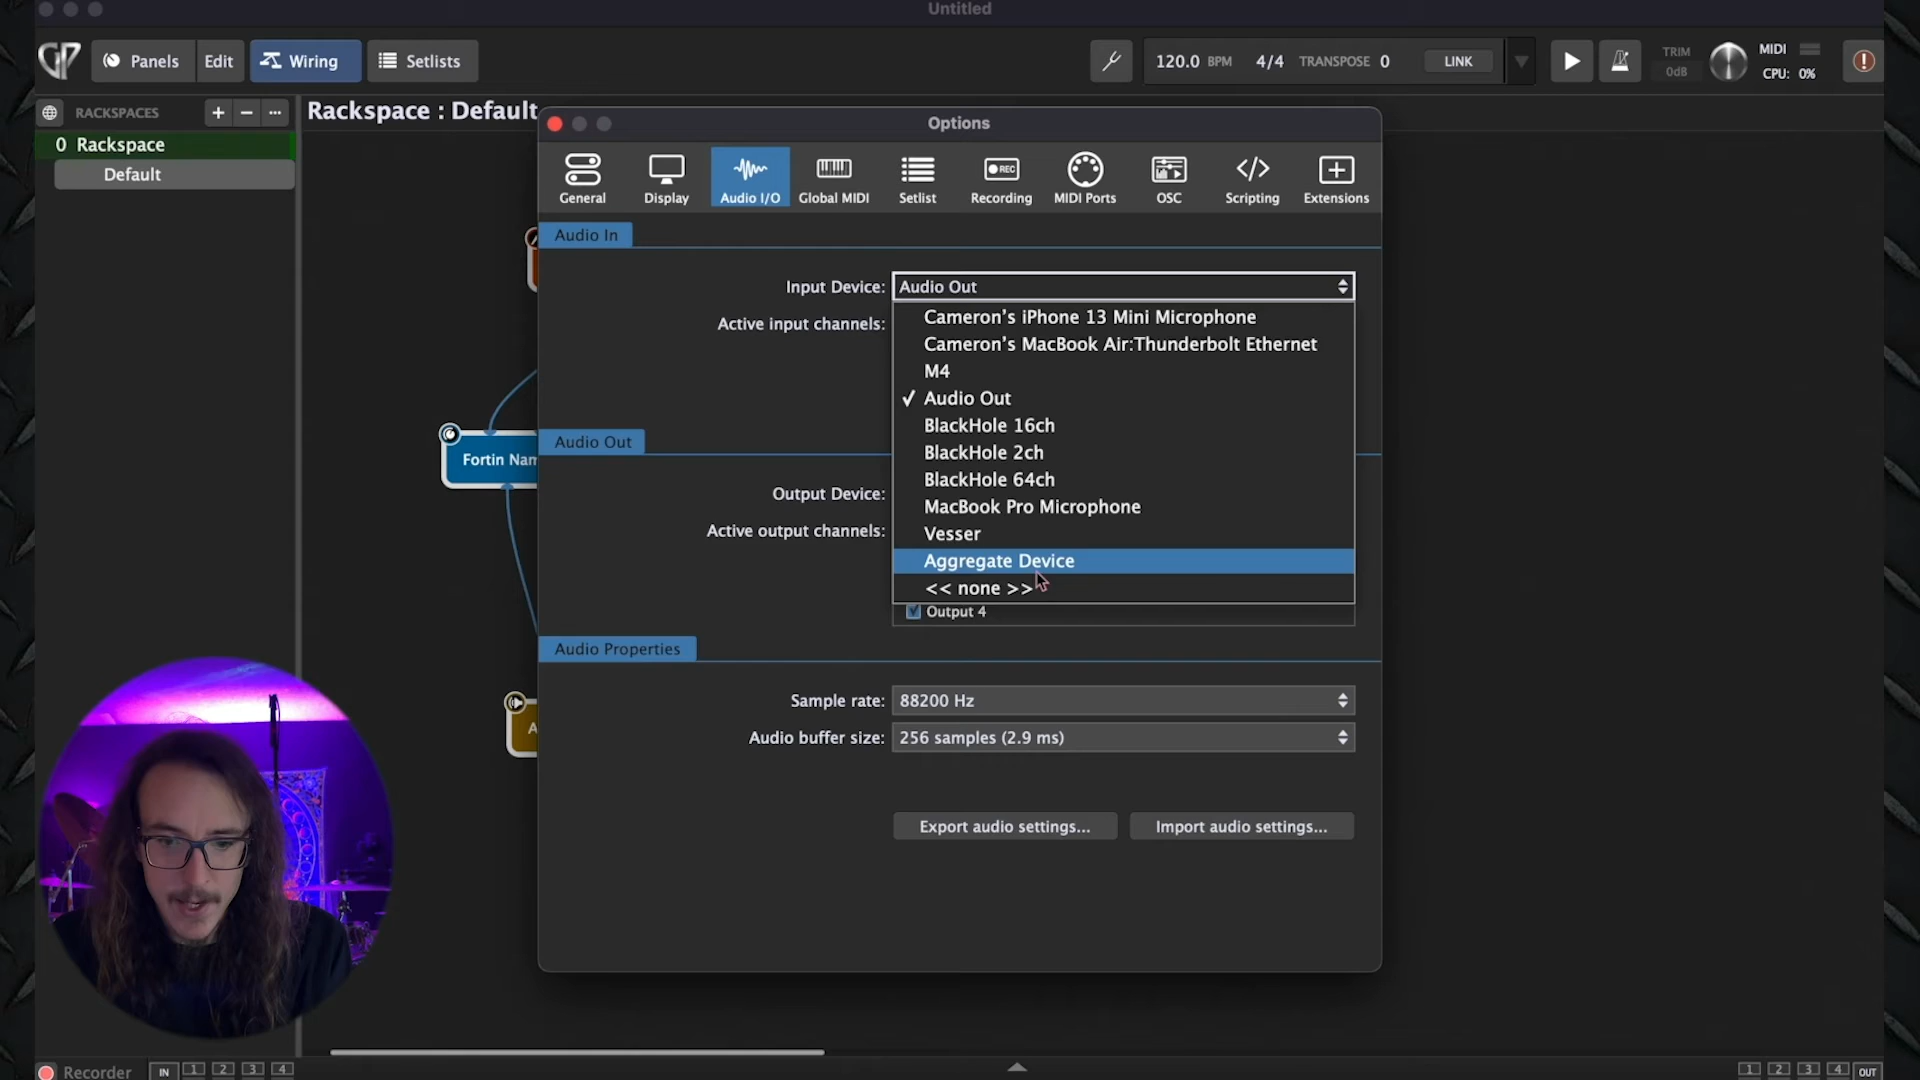 Untitled
GP
Panels
Edit
Wiring
Setlists
120.0 BPM 4/4 TRANSPOSE 0 LINK
TRIM
0dB
MIDI
CPU: 0%
RACKSPACES + − ...
0 Rackspace
Default
Rackspace : Default
Options
General
Display
Audio I/O
Global MIDI
Setlist
REC
Recording
MIDI Ports
OSC
Scripting
Extensions
Audio In
Input Device: Audio Out
Active input channels:
Cameron's iPhone 13 Mini Microphone
Cameron's MacBook Air:Thunderbolt Ethernet
M4
✓ Audio Out
BlackHole 16ch
BlackHole 2ch
BlackHole 64ch
MacBook Pro Microphone
Vesser
Aggregate Device
<< none >>
Fortin Nam
Audio Out
Output Device:
Active output channels:
Output 4
A
Audio Properties
Sample rate: 88200 Hz
Audio buffer size: 256 samples (2.9 ms)
Export audio settings...
Import audio settings...
Recorder IN 1 2 3 4
1 2 3 4 OUT